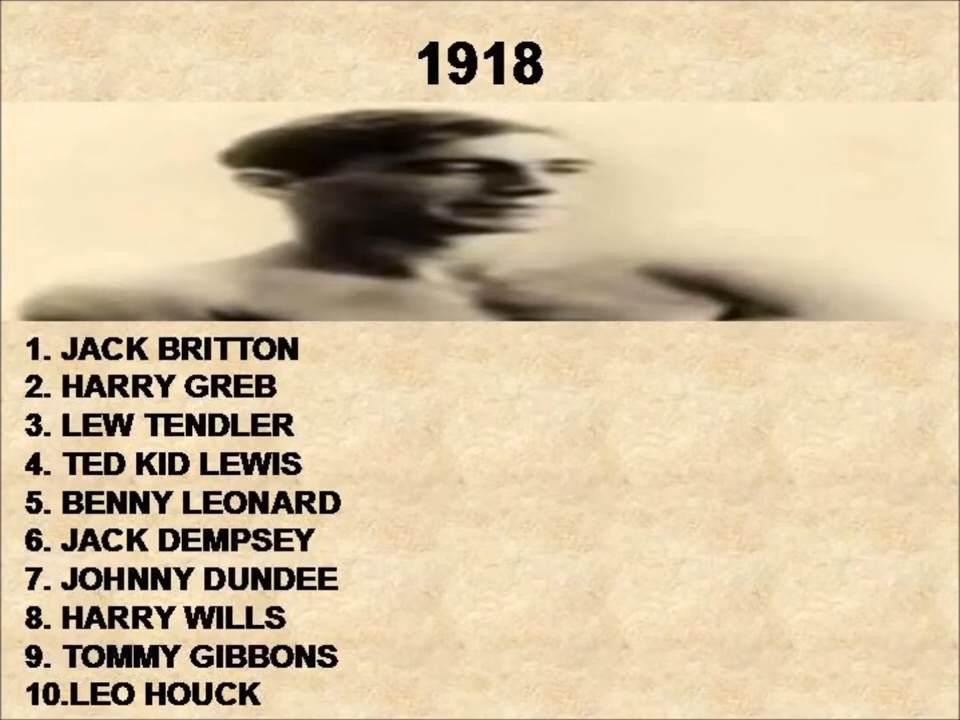 1918
1. JACK BRITTON
2. HARRY GREB
3. LEW TENDLER
4. TED KID LEWIS
5. BENNY LEONARD
6. JACK DEMPSEY
7. JOHNNY DUNDEE
8. HARRY WILLS
9. TOMMY GIBBONS
10.LEO HOUCK